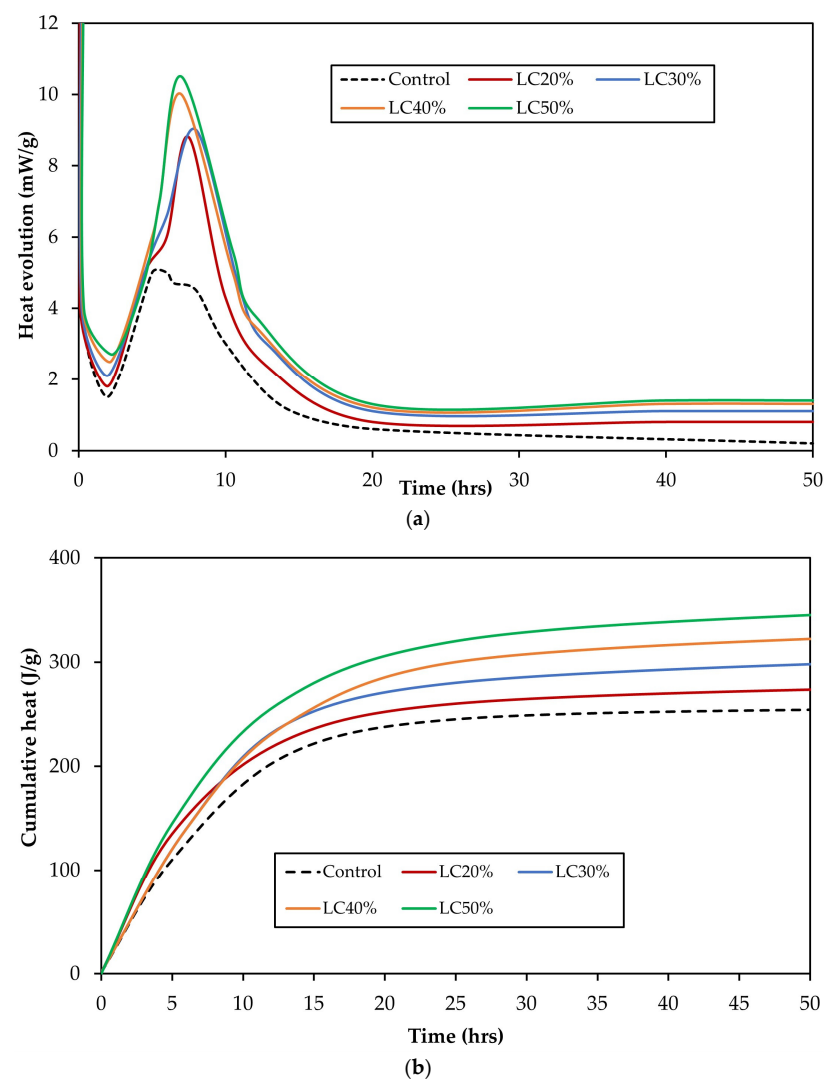 12
10
8
6
4
2
0
Heat evolution (mW/g)
Control LC20% LC30%
LC40% LC50%
0 10 20 30 40 50
Time (hrs)
(a)
400
300
200
100
0
Cumulative heat (J/g)
Control LC20% LC30%
LC40% LC50%
0 5 10 15 20 25 30 35 40 45 50
Time (hrs)
(b)